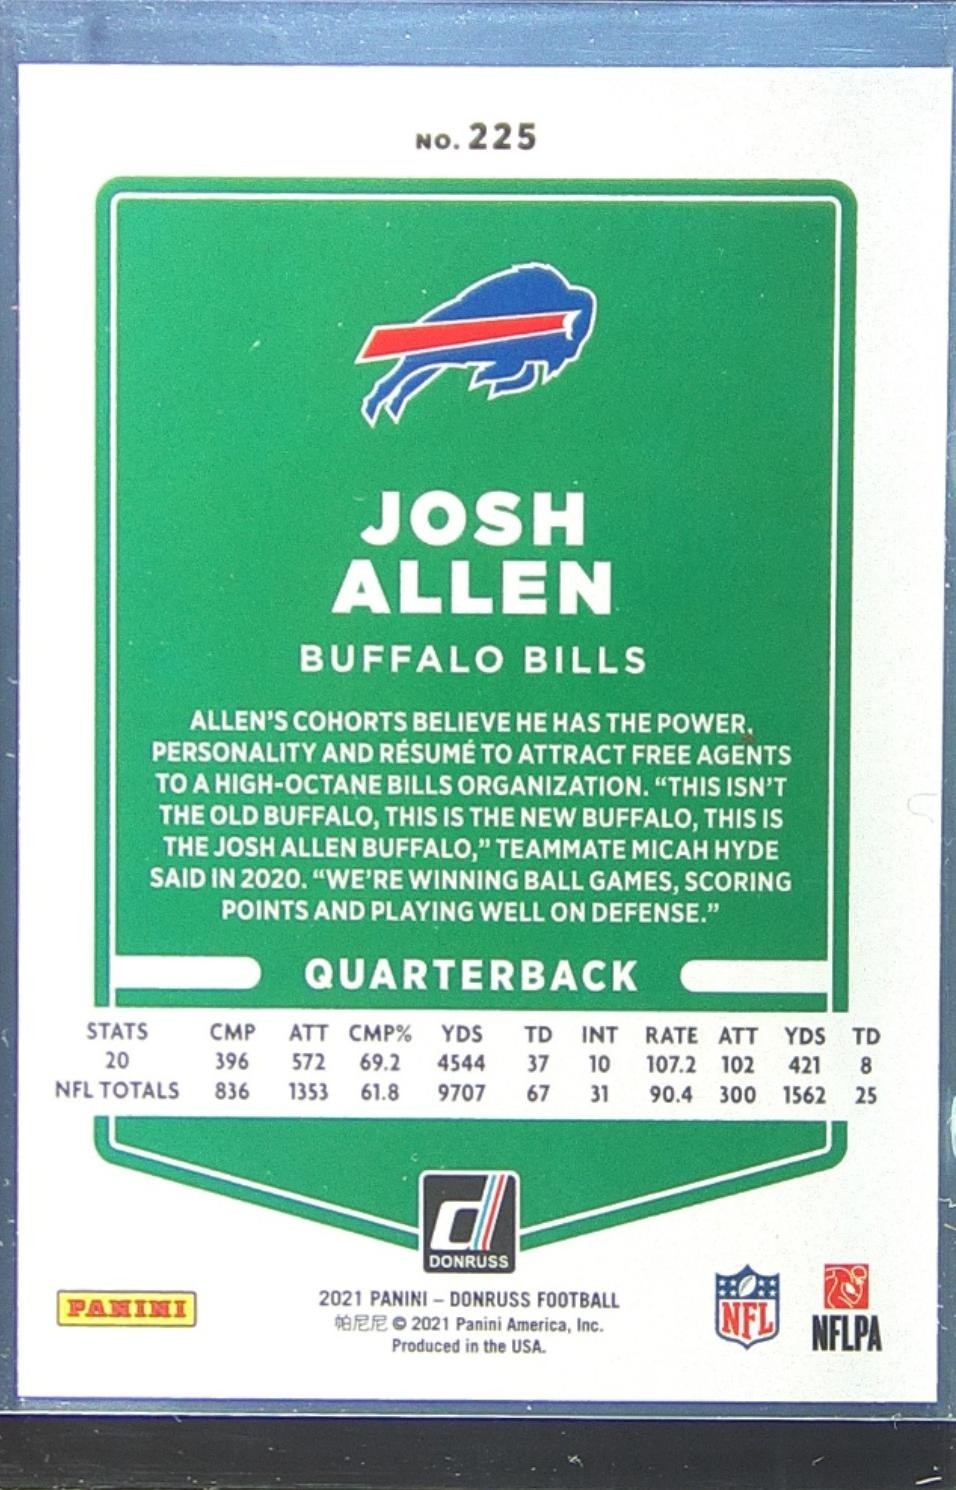 NO. 225
JOSH
ALLEN
BUFFALO BILLS
ALLEN'S COHORTS BELIEVE HE HAS THE POWER,
PERSONALITY AND RÉSUMÉ TO ATTRACT FREE AGENTS
TO A HIGH-OCTANE BILLS ORGANIZATION. “THIS ISN'T
THE OLD BUFFALO, THIS IS THE NEW BUFFALO, THIS IS
THE JOSH ALLEN BUFFALO,” TEAMMATE MICAH HYDE
SAID IN 2020. “WE'RE WINNING BALL GAMES, SCORING
POINTS AND PLAYING WELL ON DEFENSE.”
QUARTERBACK
STATS CMP ATT CMP% YDS TD INT RATE ATT YDS TD
20 396 572 69.2 4544 37 10 107.2 102 421 8
NFL TOTALS 836 1353 61.8 9707 67 31 90.4 300 1562 25
DONRUSS
PANINI
2021 PANINI – DONRUSS FOOTBALL
帕尼尼 © 2021 Panini America, Inc.
Produced in the USA.
NFL
NFLPA